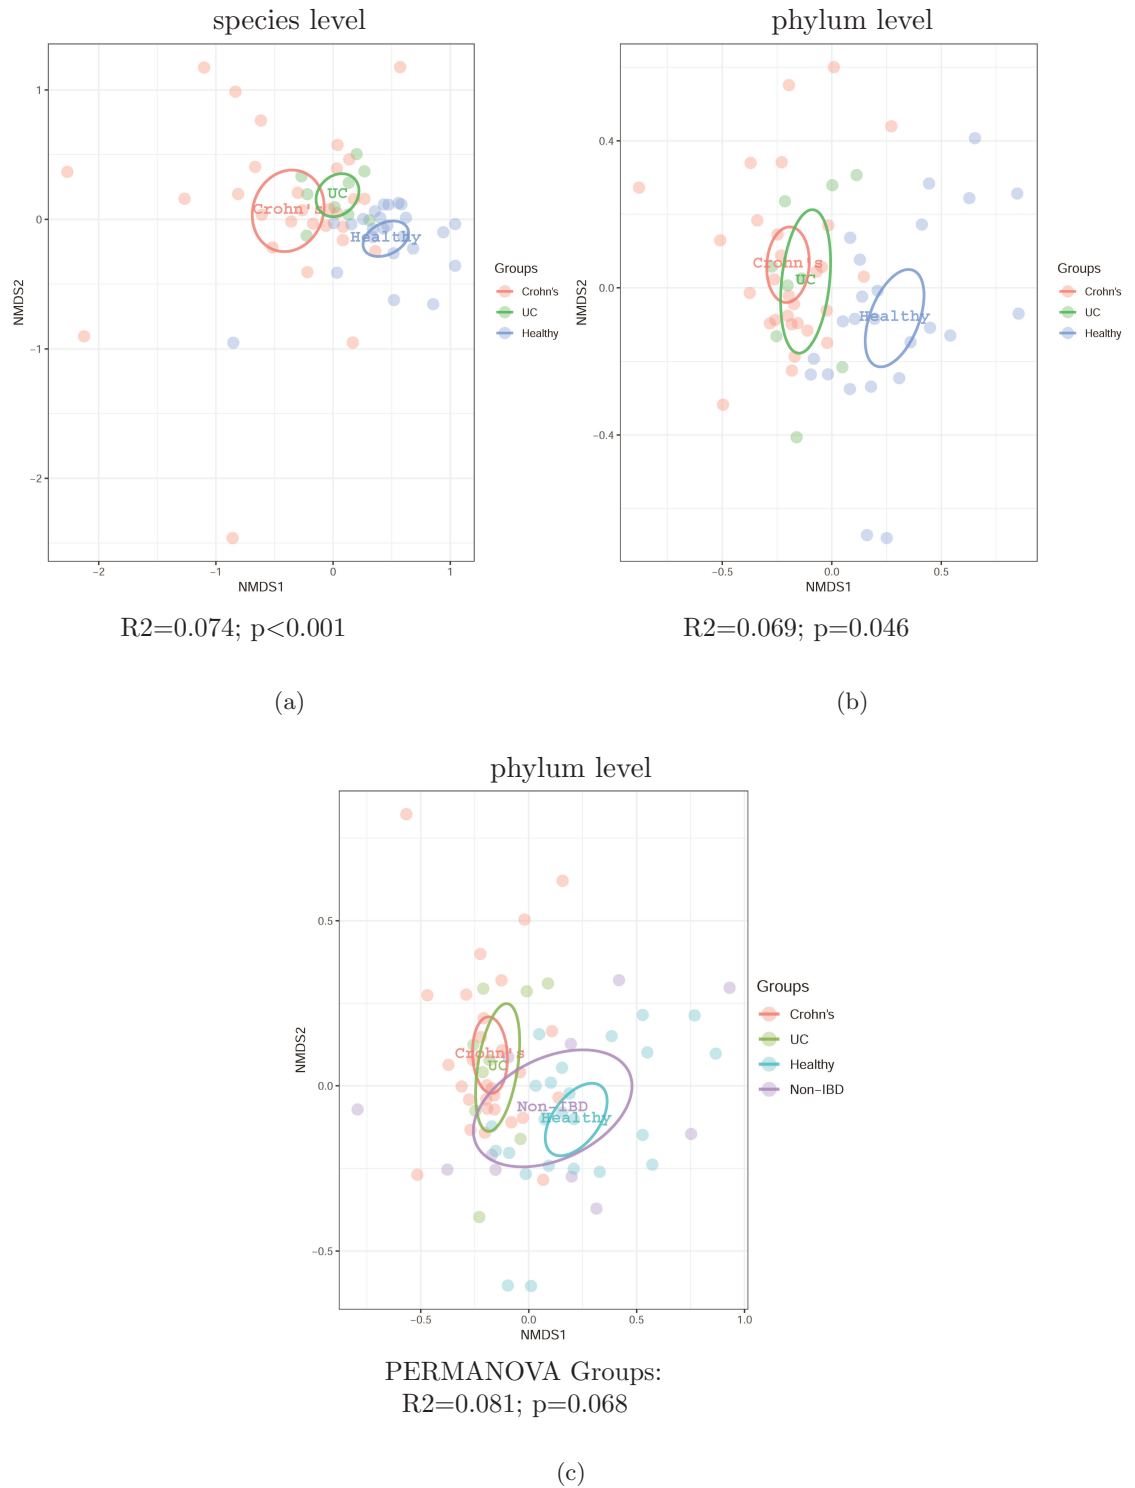 species level
1
0
−1
−2
NMDS2
Crohn's
UC
Healthy
−2
−1
0
1
NMDS1
Groups
Crohn's
UC
Healthy
R2=0.074; p<0.001
(a)
phylum level
0.4
0.0
−0.4
NMDS2
Crohn's
UC
Healthy
−0.5
0.0
0.5
NMDS1
Groups
Crohn's
UC
Healthy
R2=0.069; p=0.046
(b)
phylum level
0.5
0.0
−0.5
NMDS2
Crohn's
UC
Non-IBD
Healthy
−0.5
0.0
0.5
1.0
NMDS1
Groups
Crohn's
UC
Healthy
Non−IBD
PERMANOVA Groups:
R2=0.081; p=0.068
(c)